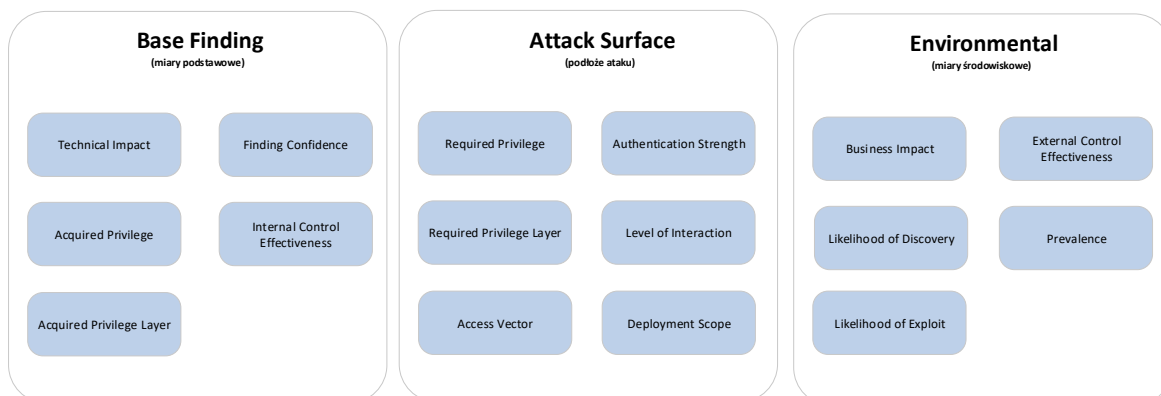 Base Finding
(miary podstawowe)
Technical Impact
Finding Confidence
Acquired Privilege
Internal Control
Effectiveness
Acquired Privilege Layer
Attack Surface
(podłoże ataku)
Required Privilege
Authentication Strength
Required Privilege Layer
Level of Interaction
Access Vector
Deployment Scope
Environmental
(miary środowiskowe)
Business Impact
External Control
Effectiveness
Likelihood of Discovery
Prevalence
Likelihood of Exploit